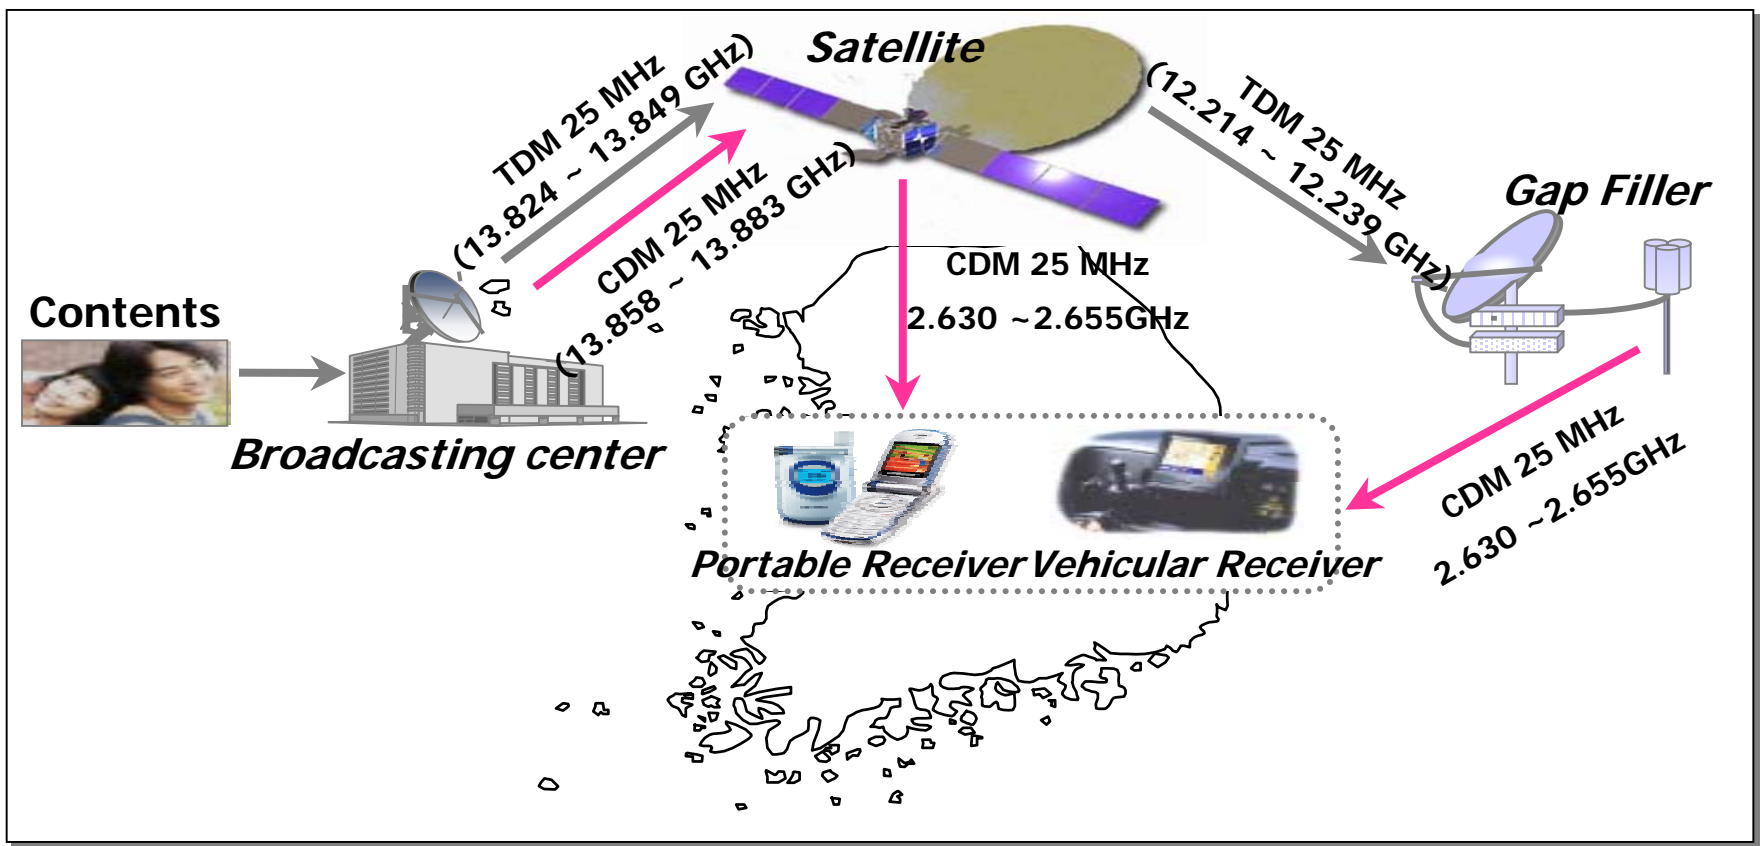 Satellite
TDM 25 MHz
(13.824 ~ 13.849 GHz)
CDM 25 MHz
(13.858 ~ 13.883 GHz)
TDM 25 MHz
(12.214 ~ 12.239 GHz)
Gap Filler
CDM 25 MHz
2.630 ~2.655GHz
Contents
Broadcasting center
CDM 25 MHz
2.630 ~2.655GHz
Portable Receiver
Vehicular Receiver